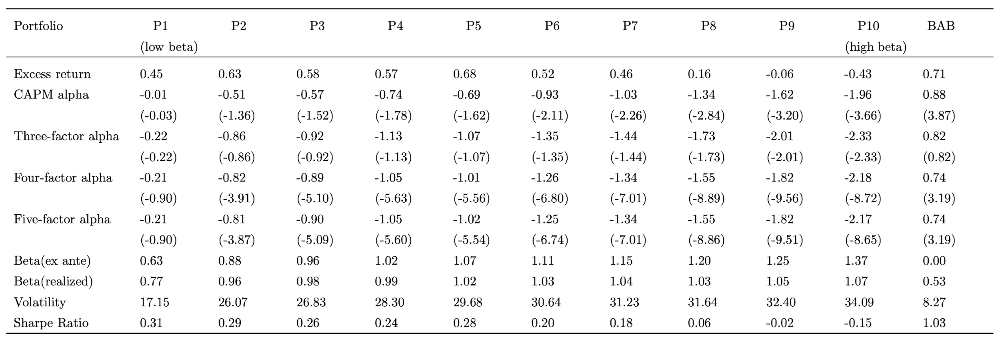 Portfolio P1 P2 P3 P4 P5 P6 P7 P8 P9 P10 BAB
(low beta) (high beta)
Excess return 0.45 0.63 0.58 0.57 0.68 0.52 0.46 0.16 -0.06 -0.43 0.71
CAPM alpha -0.01 -0.51 -0.57 -0.74 -0.69 -0.93 -1.03 -1.34 -1.62 -1.96 0.88
(-0.03) (-1.36) (-1.52) (-1.78) (-1.62) (-2.11) (-2.26) (-2.84) (-3.20) (-3.66) (3.87)
Three-factor alpha -0.22 -0.86 -0.92 -1.13 -1.07 -1.35 -1.44 -1.73 -2.01 -2.33 0.82
(-0.22) (-0.86) (-0.92) (-1.13) (-1.07) (-1.35) (-1.44) (-1.73) (-2.01) (-2.33) (0.82)
Four-factor alpha -0.21 -0.82 -0.89 -1.05 -1.01 -1.26 -1.34 -1.55 -1.82 -2.18 0.74
(-0.90) (-3.91) (-5.10) (-5.63) (-5.56) (-6.80) (-7.01) (-8.89) (-9.56) (-8.72) (3.19)
Five-factor alpha -0.21 -0.81 -0.90 -1.05 -1.02 -1.25 -1.34 -1.55 -1.82 -2.17 0.74
(-0.90) (-3.87) (-5.09) (-5.60) (-5.54) (-6.74) (-7.01) (-8.86) (-9.51) (-8.65) (3.19)
Beta(ex ante) 0.63 0.88 0.96 1.02 1.07 1.11 1.15 1.20 1.25 1.37 0.00
Beta(realized) 0.77 0.96 0.98 0.99 1.02 1.03 1.04 1.03 1.05 1.07 0.53
Volatility 17.15 26.07 26.83 28.30 29.68 30.64 31.23 31.64 32.40 34.09 8.27
Sharpe Ratio 0.31 0.29 0.26 0.24 0.28 0.20 0.18 0.06 -0.02 -0.15 1.03